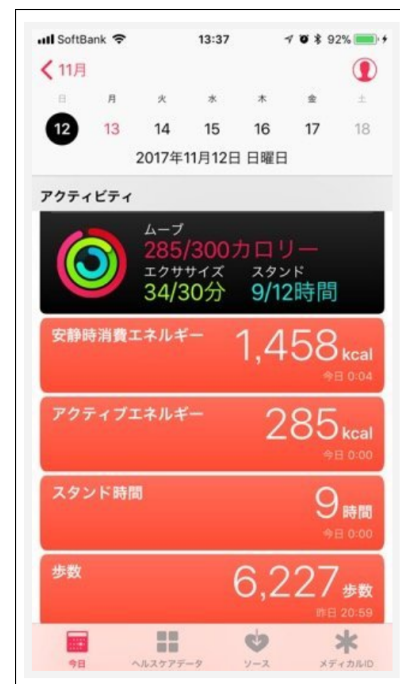 SoftBank 13:37 92%
11月
日 月 火 水 木 金 土
12 13 14 15 16 17 18
2017年11月12日 日曜日
アクティビティ
ムーブ
285/300カロリー
エクササイズ スタンド
34/30分 9/12時間
安静時消費エネルギー 1,458 kcal
今日 0:04
アクティブエネルギー 285 kcal
今日 0:00
スタンド時間 9 時間
今日 0:00
歩数 6,227 歩数
昨日 20:59
今日 ヘルスケアデータ ソース メディカルID